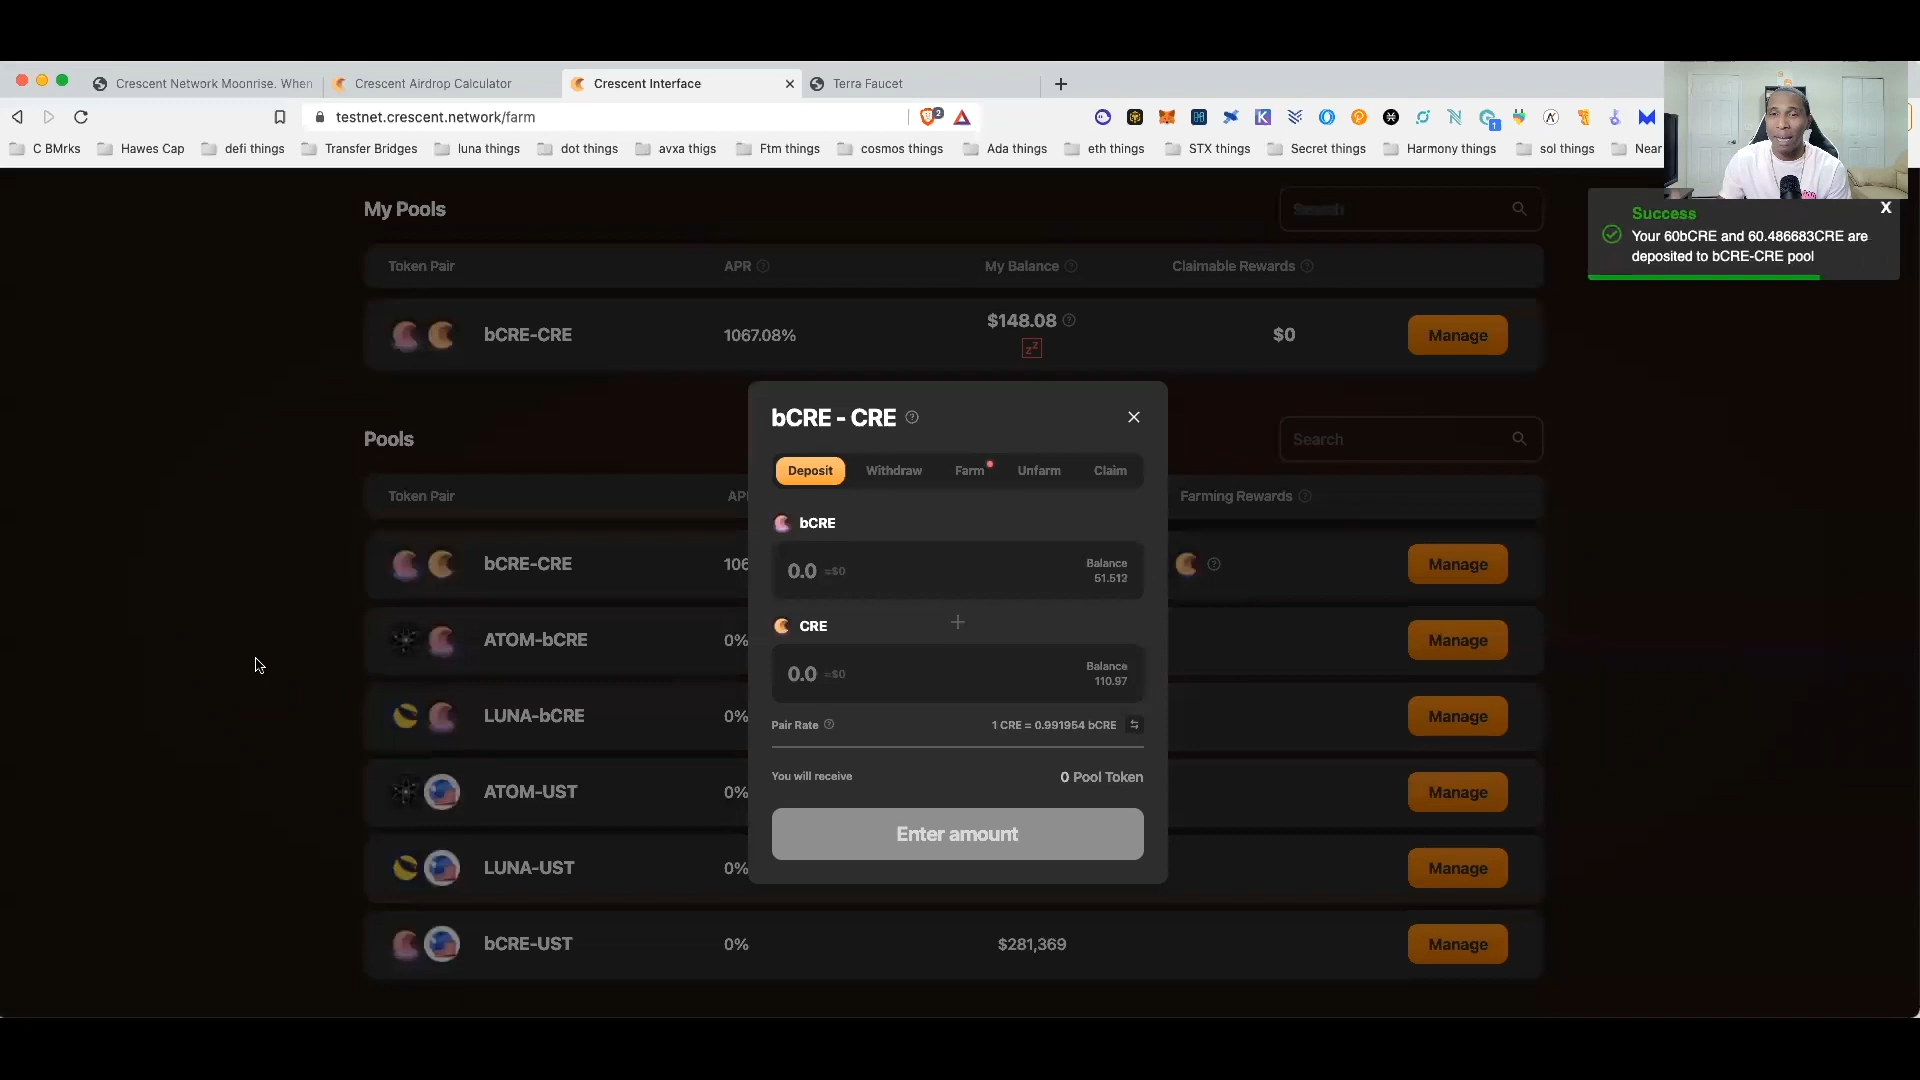 Crescent Network Moonrise. When
Crescent Airdrop Calculator
Crescent Interface
Terra Faucet
testnet.crescent.network/farm
2
1
C BMrks
Hawes Cap
defi things
Transfer Bridges
luna things
dot things
avxa thigs
Ftm things
cosmos things
Ada things
eth things
STX things
Secret things
Harmony things
sol things
Near
My Pools
Search
Success
X
Your 60bCRE and 60.486683CRE are
deposited to bCRE-CRE pool
Token Pair
APR
My Balance
Claimable Rewards
bCRE-CRE
1067.08%
$148.08
zz
$0
Manage
Pools
Search
Token Pair
AP
Farming Rewards
bCRE-CRE
106
Manage
ATOM-bCRE
0%
Manage
LUNA-bCRE
0%
Manage
ATOM-UST
0%
Manage
LUNA-UST
0%
Manage
bCRE-UST
0%
$281,369
Manage
bCRE - CRE
Deposit
Withdraw
Farm
Unfarm
Claim
bCRE
0.0 ≈$0
Balance
51.512
CRE
0.0 ≈$0
Balance
110.97
Pair Rate
1 CRE = 0.991954 bCRE
You will receive
0 Pool Token
Enter amount